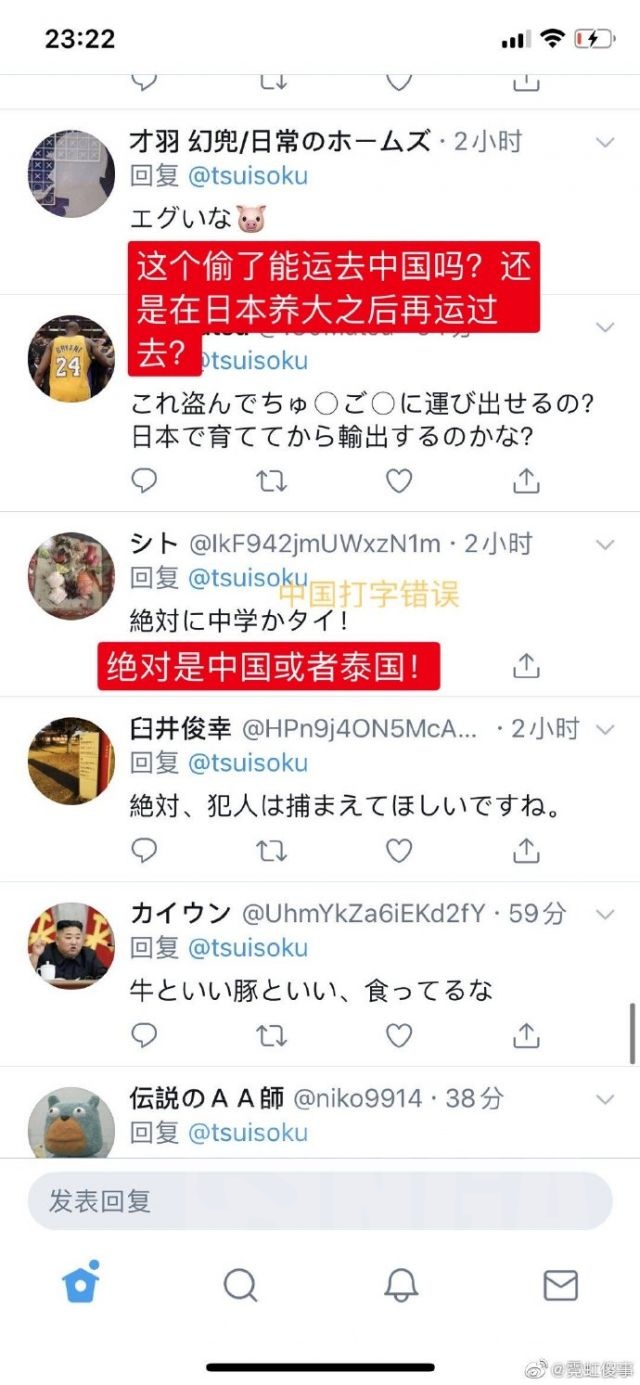 23:22
才羽 幻兜/日常のホームズ · 2小时
回复 @tsuisoku
エグいな🐷
这个偷了能运去中国吗？还
是在日本养大之后再运过
去？
tsuisoku
これ盗んでちゅ○ご○に運び出せるの?
日本で育ててから輸出するのかな?
シト @IkF942jmUWxzN1m · 2小时
回复 @tsuisoku
中国打字错误
絶対に中学かタイ！
绝对是中国或者泰国！
臼井俊幸 @HPn9j4ON5McA... · 2小时
回复 @tsuisoku
絶対、犯人は捕まえてほしいですね。
カイウン @UhmYkZa6iEKd2fY · 59分
回复 @tsuisoku
牛といい豚といい、食ってるな
伝説のＡＡ師 @niko9914 · 38分
回复 @tsuisoku
发表回复
@霓虹傻事